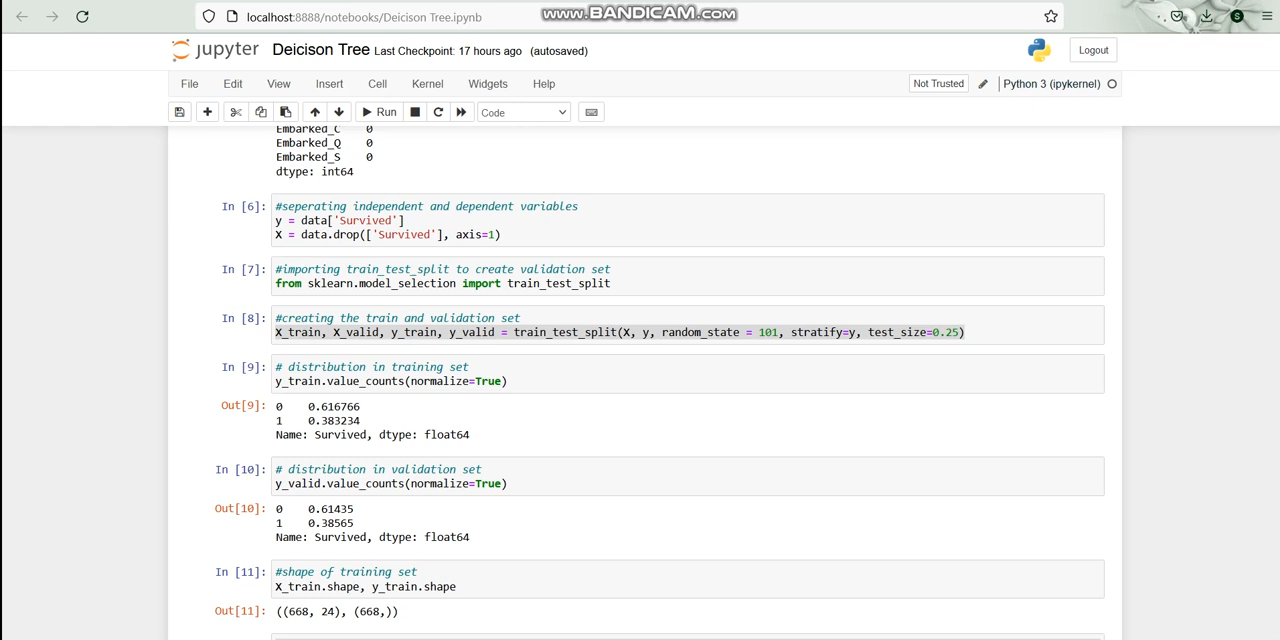 www.BANDICAM.com
localhost:8888/notebooks/Deicison Tree.ipynb
S
jupyter Deicison Tree Last Checkpoint: 17 hours ago (autosaved)
Logout
File Edit View Insert Cell Kernel Widgets Help Not Trusted Python 3 (ipykernel)
Run Code
Embarked_C 0
Embarked_Q 0
Embarked_S 0
dtype: int64
In [6]: #seperating independent and dependent variables
y = data['Survived']
X = data.drop(['Survived'], axis=1)
In [7]: #importing train_test_split to create validation set
from sklearn.model_selection import train_test_split
In [8]: #creating the train and validation set
X_train, X_valid, y_train, y_valid = train_test_split(X, y, random_state = 101, stratify=y, test_size=0.25)
In [9]: # distribution in training set
y_train.value_counts(normalize=True)
Out[9]: 0 0.616766
1 0.383234
Name: Survived, dtype: float64
In [10]: # distribution in validation set
y_valid.value_counts(normalize=True)
Out[10]: 0 0.61435
1 0.38565
Name: Survived, dtype: float64
In [11]: #shape of training set
X_train.shape, y_train.shape
Out[11]: ((668, 24), (668,))